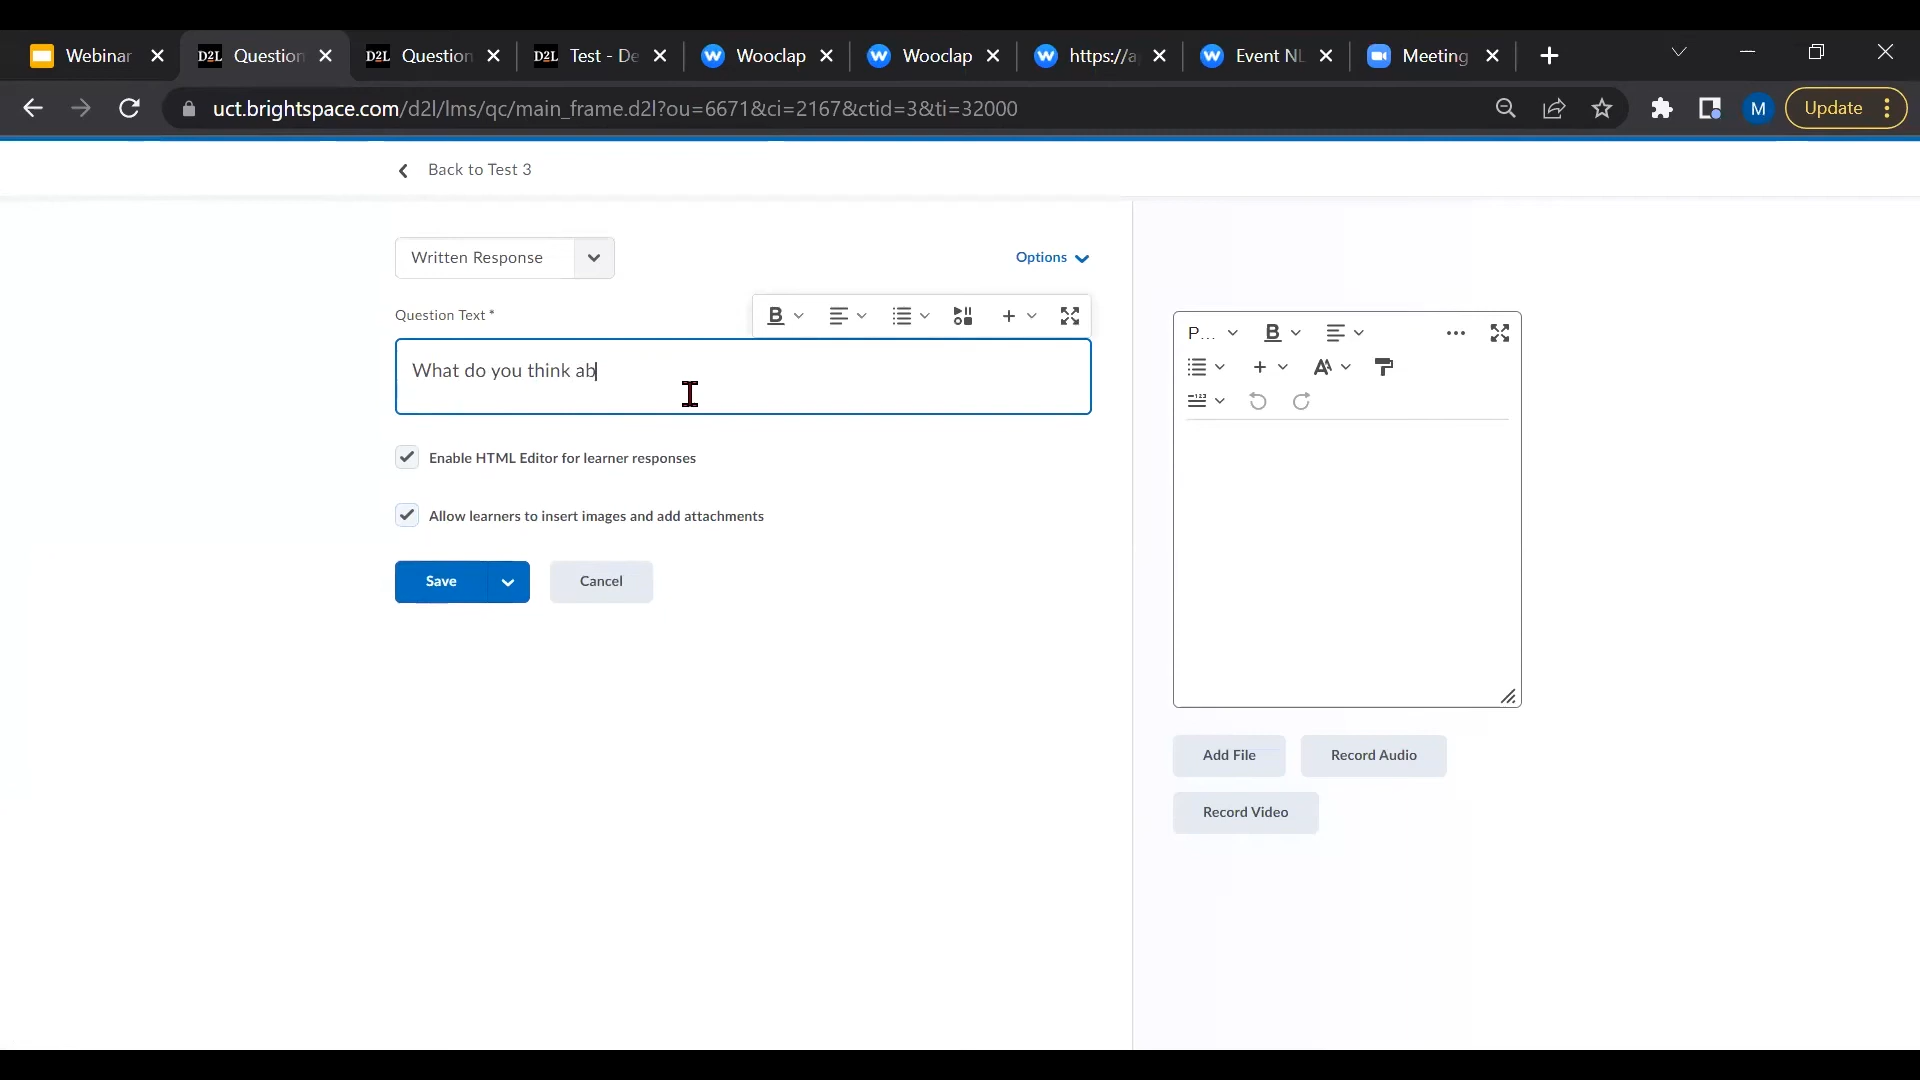 Webinar
D2L Question
D2L Question
D2L Test - De
Wooclap
Wooclap
https://a
Event NL
Meeting
uct.brightspace.com/d2l/lms/qc/main_frame.d2l?ou=6671&ci=2167&ctid=3&ti=32000
M
Update
Back to Test 3
Written Response
Options
Question Text *
B
What do you think ab
P...
B
Enable HTML Editor for learner responses
Allow learners to insert images and add attachments
Save
Cancel
Add File
Record Audio
Record Video